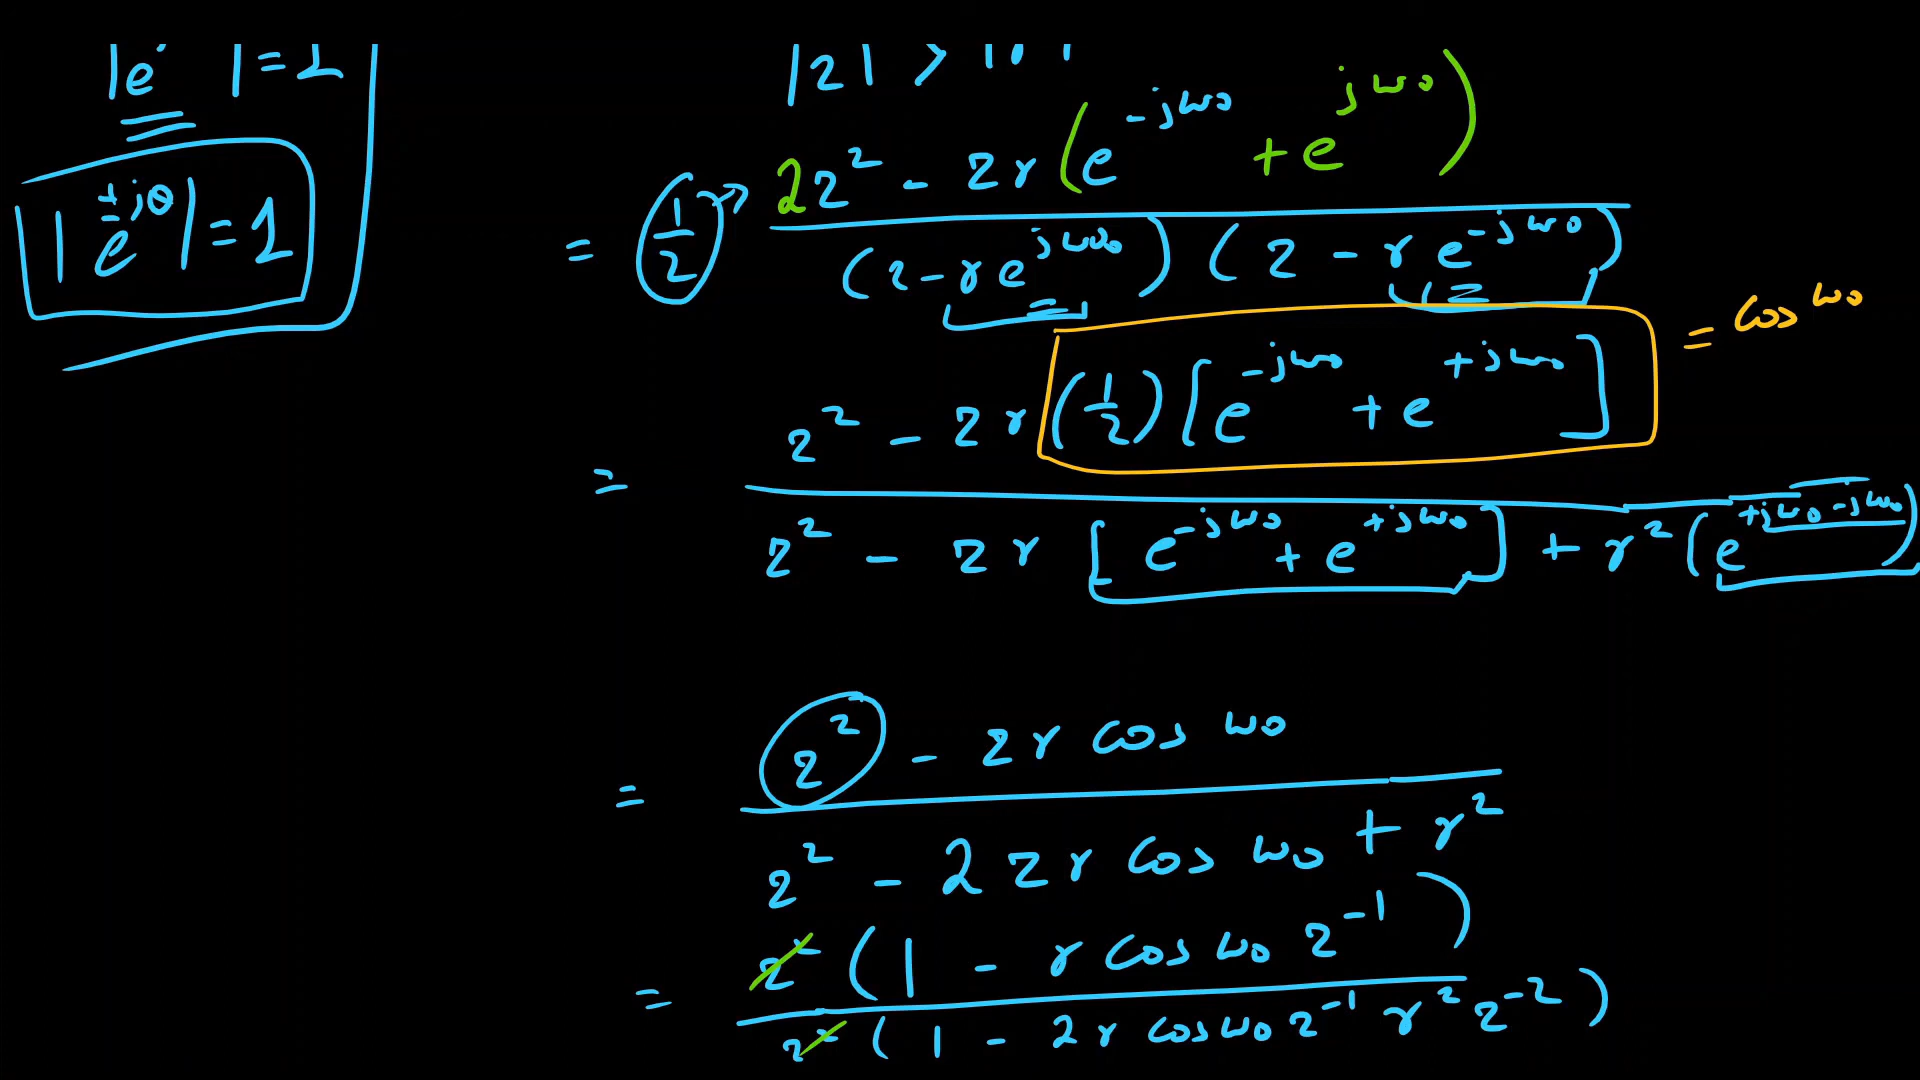 |e^j | = 1
|e^{±jθ}| = 1
|z| > |r|
= (1/2) → 2z² - zr(e^{-jω₀} + e^{jω₀})
(z - re^{jω₀}) (z - re^{-jω₀})
z² - zr (1/2) [e^{-jω₀} + e^{+jω₀}] = cos ω₀
=
z² - zr [e^{-jω₀} + e^{+jω₀}] + r² (e^{+jω₀ - jω₀})
z² - zr cos ω₀
=
z² - 2zr cos ω₀ + r²
z² (1 - r cos ω₀ z⁻¹)
=
z² (1 - 2r cos ω₀ z⁻¹ r² z⁻²)